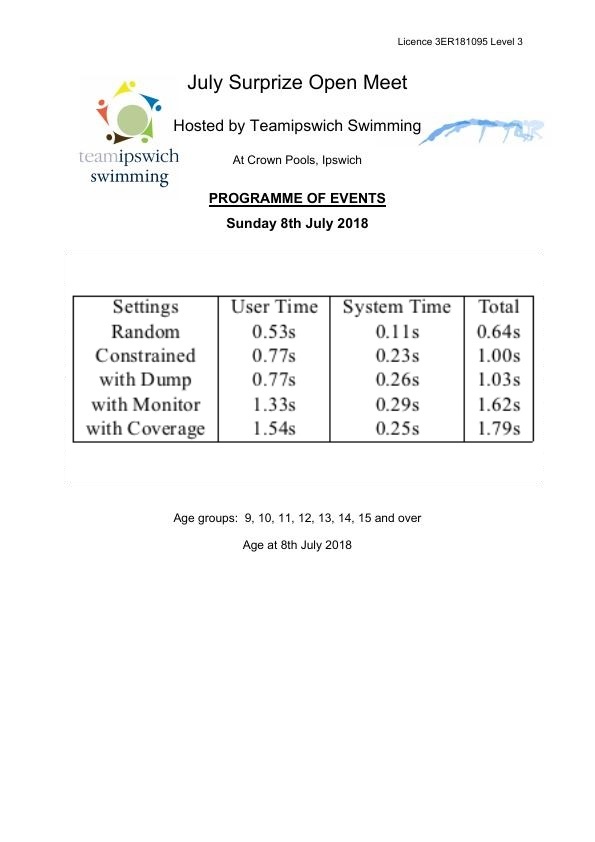 Licence 3ER181095 Level 3
July Surprize Open Meet
Hosted by Teamipswich Swimming
teamipswich
swimming
At Crown Pools, Ipswich
PROGRAMME OF EVENTS
Sunday 8th July 2018
Settings User Time System Time Total
Random 0.53s 0.11s 0.64s
Constrained 0.77s 0.23s 1.00s
with Dump 0.77s 0.26s 1.03s
with Monitor 1.33s 0.29s 1.62s
with Coverage 1.54s 0.25s 1.79s
Age groups: 9, 10, 11, 12, 13, 14, 15 and over
Age at 8th July 2018